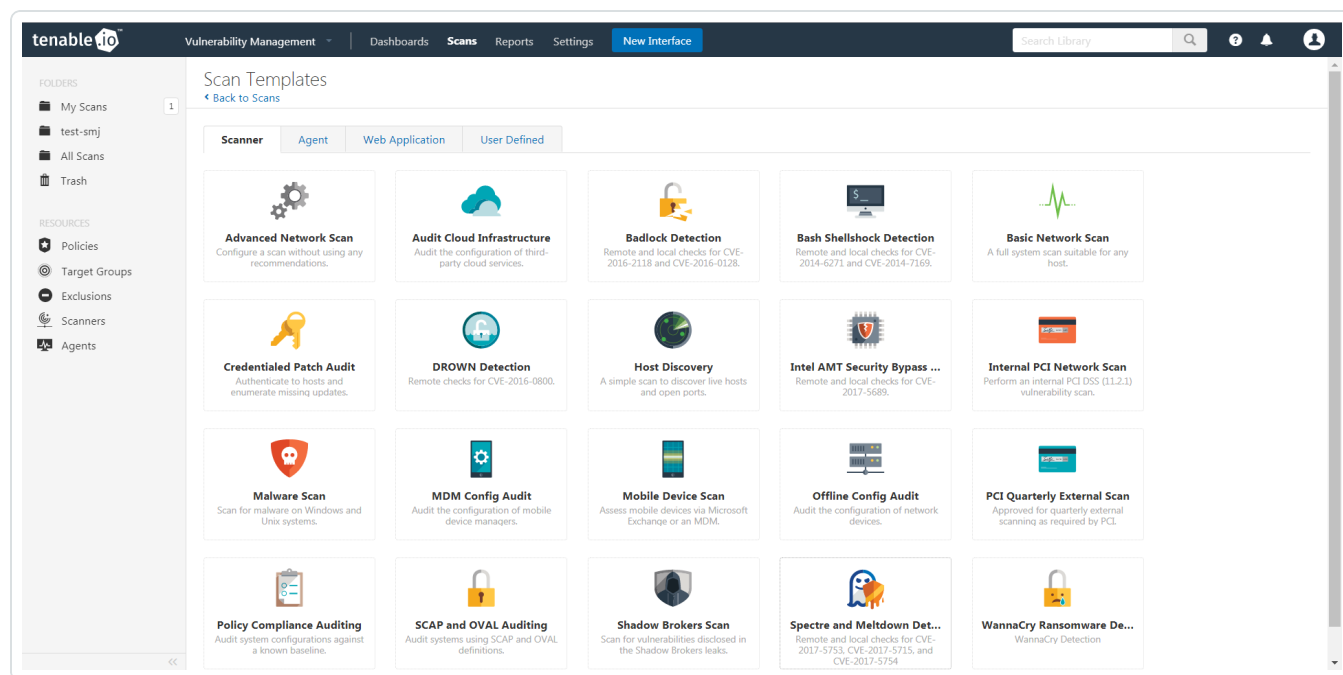 tenable.io
Vulnerability Management
Dashboards
Scans
Reports
Settings
New Interface
Search Library
FOLDERS
My Scans
1
test-smj
All Scans
Trash
RESOURCES
Policies
Target Groups
Exclusions
Scanners
Agents
Scan Templates
Back to Scans
Scanner
Agent
Web Application
User Defined
Advanced Network Scan
Configure a scan without using any
recommendations.
Audit Cloud Infrastructure
Audit the configuration of third-
party cloud services.
Badlock Detection
Remote and local checks for CVE-
2016-2118 and CVE-2016-0128.
$_
Bash Shellshock Detection
Remote and local checks for CVE-
2014-6271 and CVE-2014-7169.
Basic Network Scan
A full system scan suitable for any
host.
Credentialed Patch Audit
Authenticate to hosts and
enumerate missing updates.
DROWN Detection
Remote checks for CVE-2016-0800.
Host Discovery
A simple scan to discover live hosts
and open ports.
Intel AMT Security Bypass ...
Remote and local checks for CVE-
2017-5689.
Internal PCI Network Scan
Perform an internal PCI DSS (11.2.1)
vulnerability scan.
Malware Scan
Scan for malware on Windows and
Unix systems.
MDM Config Audit
Audit the configuration of mobile
device managers.
Mobile Device Scan
Assess mobile devices via Microsoft
Exchange or an MDM.
Offline Config Audit
Audit the configuration of network
devices.
PCI Quarterly External Scan
Approved for quarterly external
scanning as required by PCI.
Policy Compliance Auditing
Audit system configurations against
a known baseline.
SCAP and OVAL Auditing
Audit systems using SCAP and OVAL
definitions.
Shadow Brokers Scan
Scan for vulnerabilities disclosed in
the Shadow Brokers leaks.
Spectre and Meltdown Det...
Remote and local checks for CVE-
2017-5753, CVE-2017-5715, and
CVE-2017-5754
WannaCry Ransomware De...
WannaCry Detection